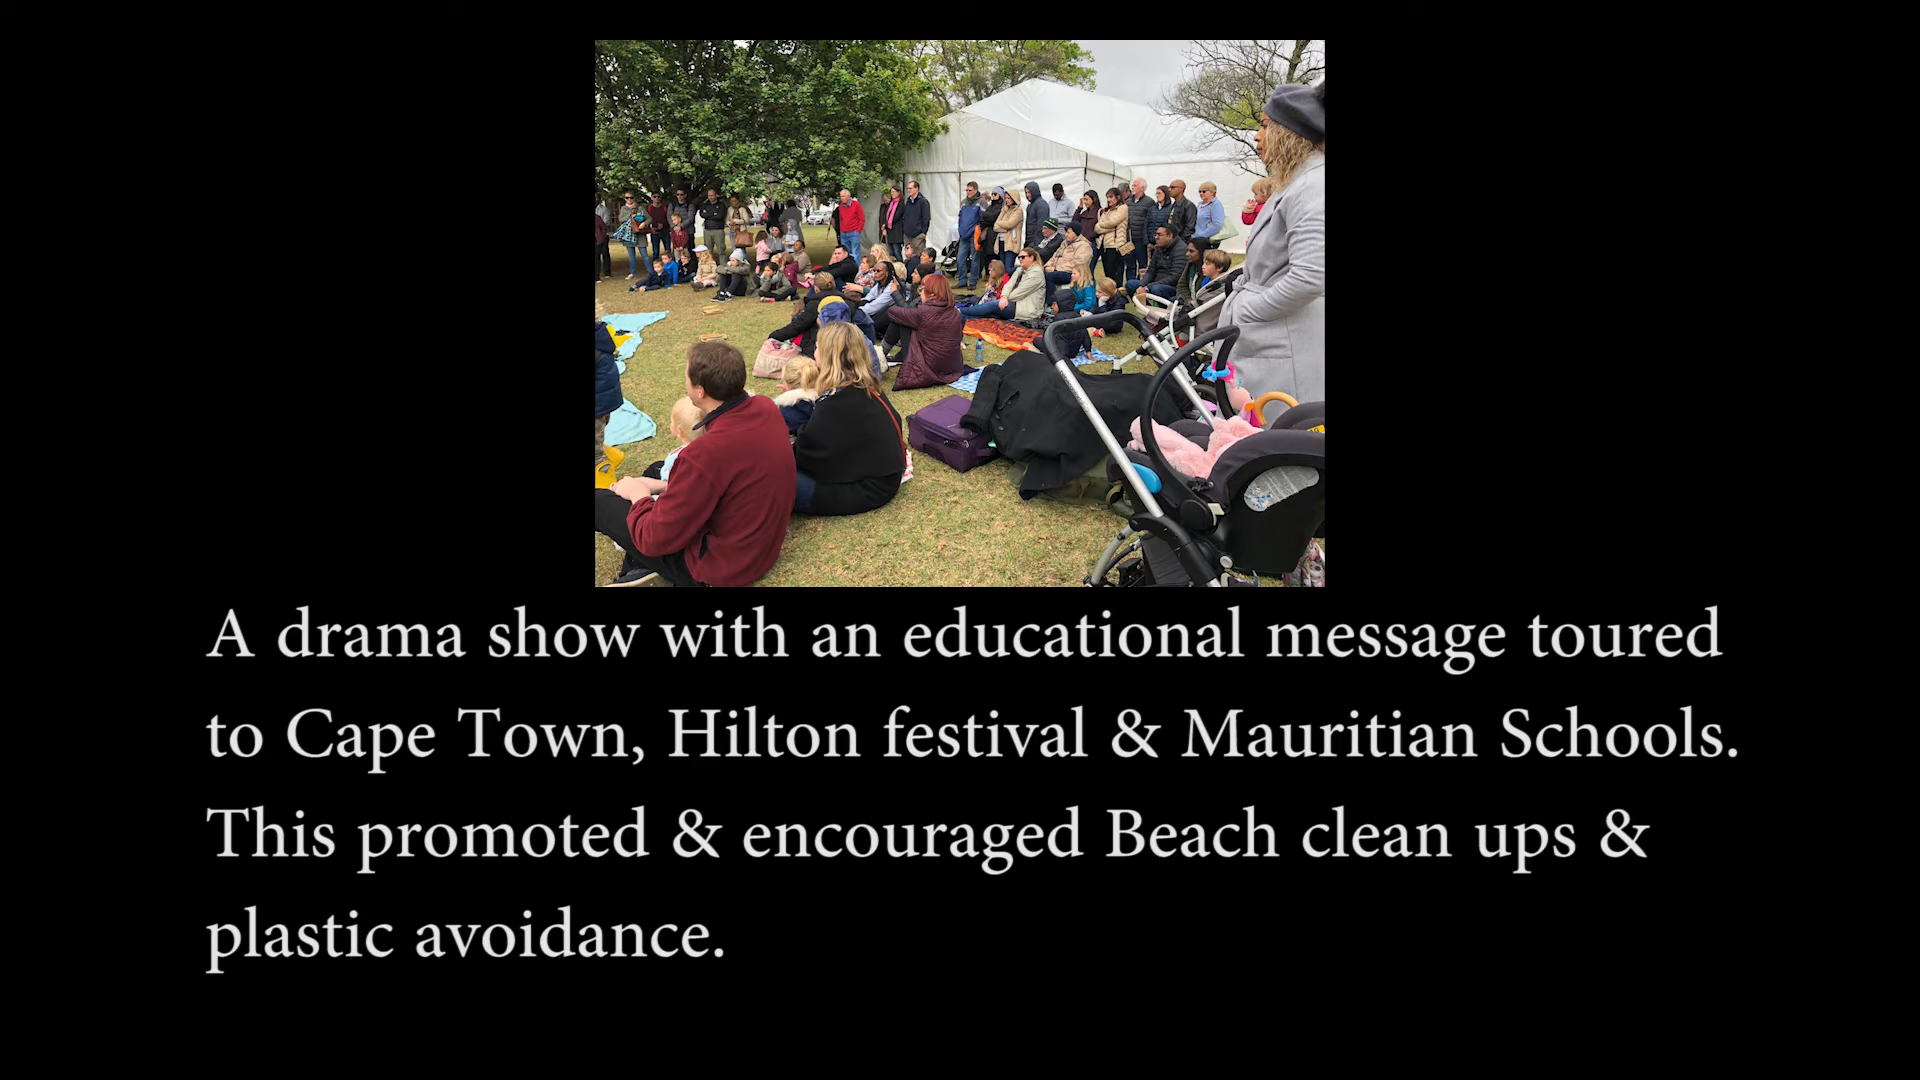 A drama show with an educational message toured
to Cape Town, Hilton festival & Mauritian Schools.
This promoted & encouraged Beach clean ups &
plastic avoidance.